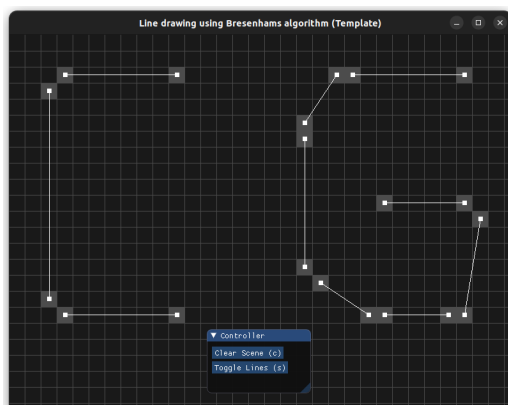 Line drawing using Bresenhams algorithm (Template)
▼ Controller
Clear Scene (c)
Toggle Lines (s)